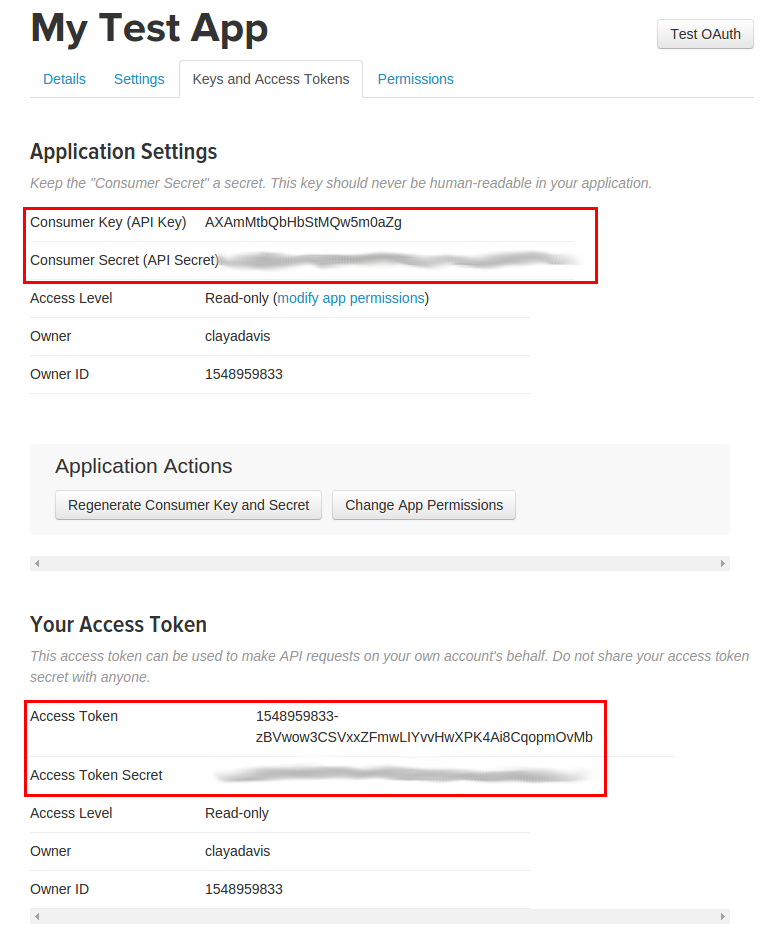 My Test App
Test OAuth
Details Settings Keys and Access Tokens Permissions
Application Settings
Keep the "Consumer Secret" a secret. This key should never be human-readable in your application.
Consumer Key (API Key) AXAmMtbQbHbStMQw5m0aZg
Consumer Secret (API Secret)
Access Level Read-only (modify app permissions)
Owner clayadavis
Owner ID 1548959833
Application Actions
Regenerate Consumer Key and Secret Change App Permissions
Your Access Token
This access token can be used to make API requests on your own account's behalf. Do not share your access token
secret with anyone.
Access Token 1548959833-
zBVwow3CSVxxZFmwLIYvvHwXPK4Ai8CqopmOvMb
Access Token Secret
Access Level Read-only
Owner clayadavis
Owner ID 1548959833